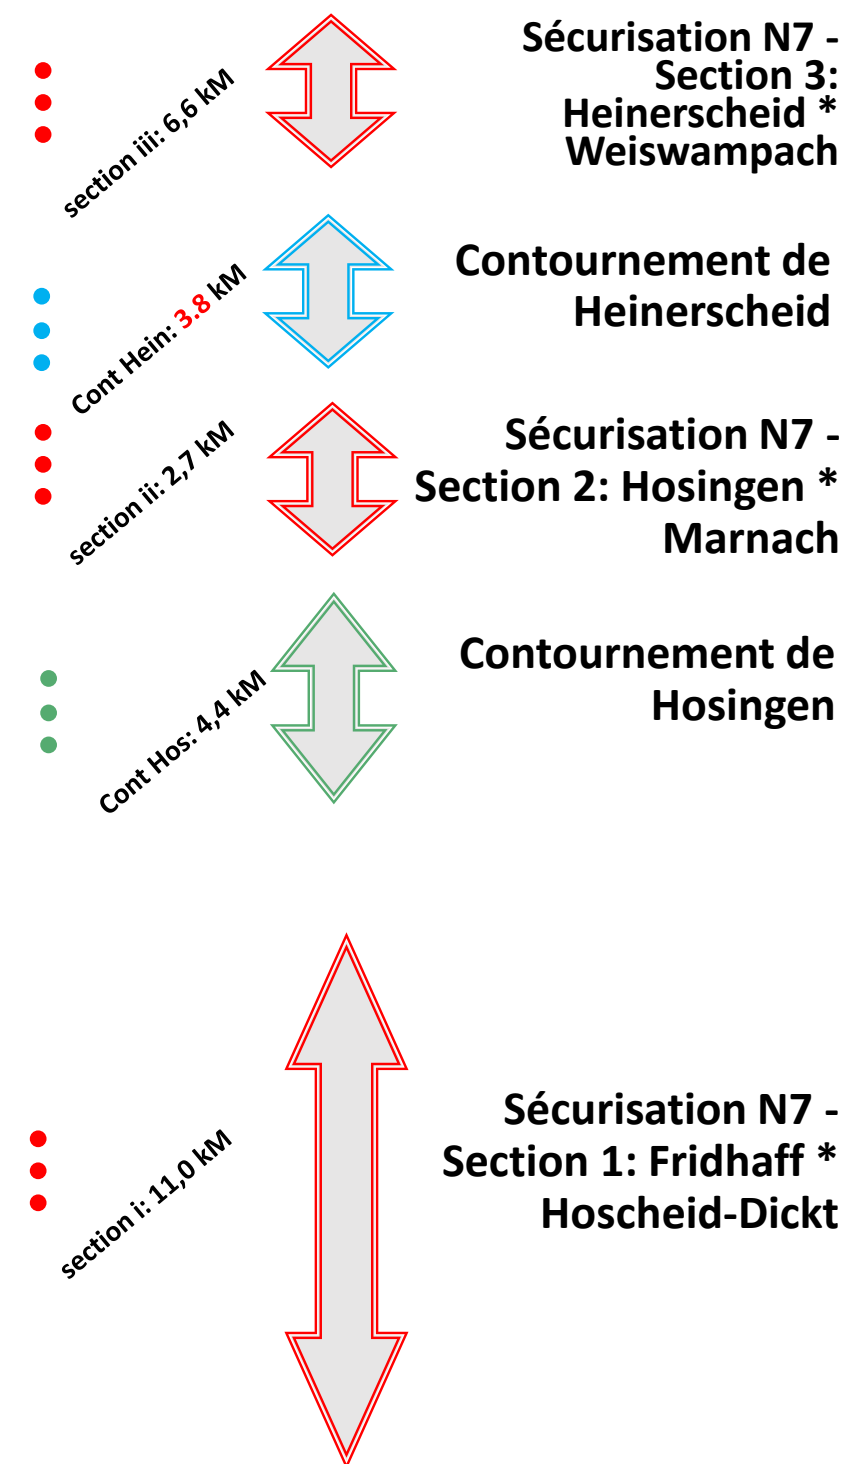 Sécurisation N7 -
Section 3:
Heinerscheid *
Weiswampach
section iii: 6,6 kM
Contournement de
Heinerscheid
Cont Hein: 3.8 kM
Sécurisation N7 -
Section 2: Hosingen *
Marnach
section ii: 2,7 kM
Contournement de
Hosingen
Cont Hos: 4,4 kM
Sécurisation N7 -
Section 1: Fridhaff *
Hoscheid-Dickt
section i: 11,0 kM